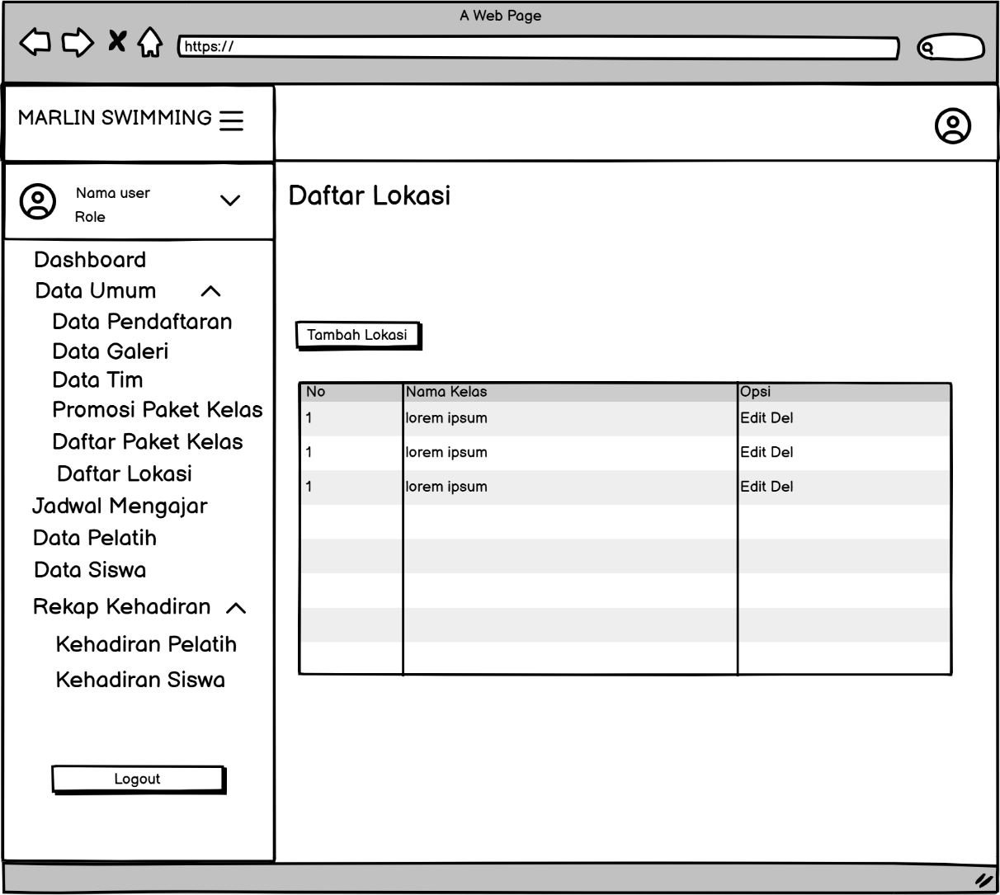 A Web Page
https://
MARLIN SWIMMING
Nama user
Role
Dashboard
Data Umum
Data Pendaftaran
Data Galeri
Data Tim
Promosi Paket Kelas
Daftar Paket Kelas
Daftar Lokasi
Jadwal Mengajar
Data Pelatih
Data Siswa
Rekap Kehadiran
Kehadiran Pelatih
Kehadiran Siswa
Logout
Daftar Lokasi
Tambah Lokasi
No Nama Kelas Opsi
1 lorem ipsum Edit Del
1 lorem ipsum Edit Del
1 lorem ipsum Edit Del